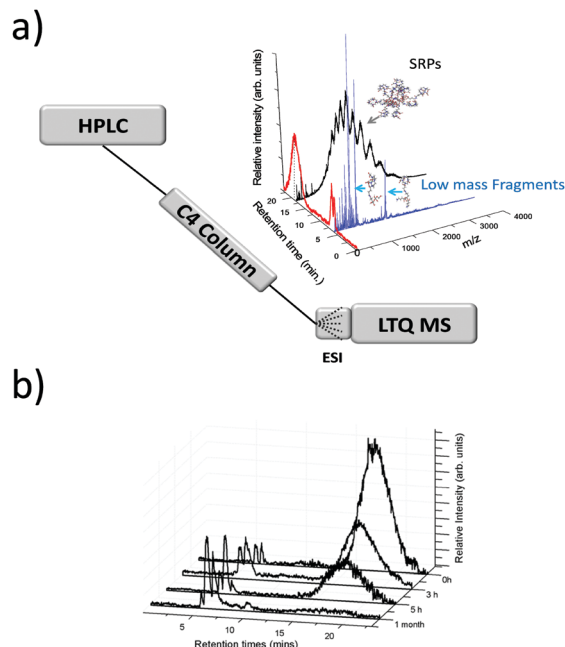 a)
HPLC
C4 Column
ESI
LTQ MS
Relative intensity (arb. units)
SRPs
Low mass Fragments
20
15
10
5
0
Retention time (min.)
0
1000
2000
3000
4000
m/z
b)
Relative Intensity (arb. units)
0h
3 h
5 h
1 month
5
10
15
20
Retention times (mins)